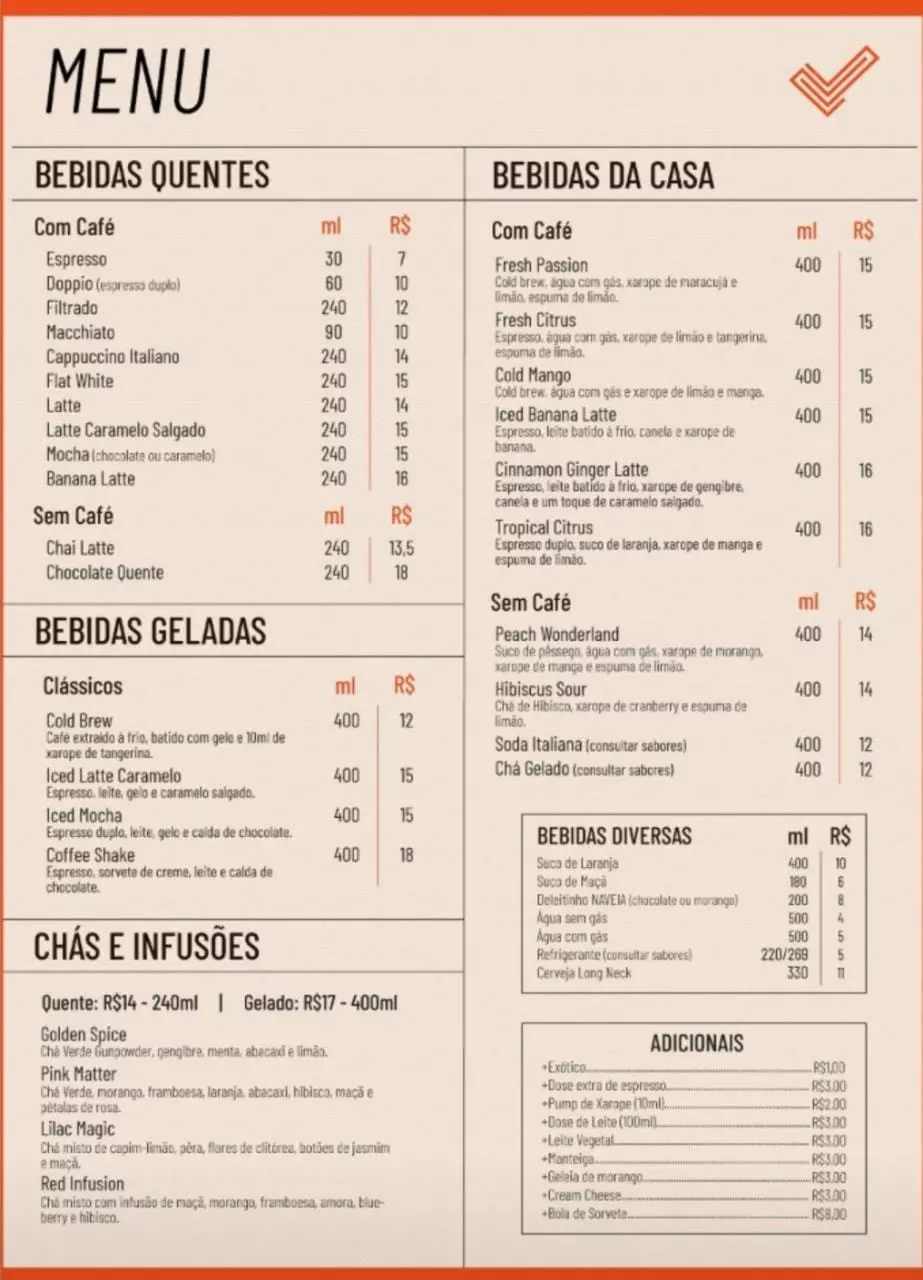 MENU
BEBIDAS QUENTES
Com Café ml R$
Espresso 30 7
Doppio (espresso duplo) 60 10
Filtrado 240 12
Macchiato 90 10
Cappuccino Italiano 240 14
Flat White 240 15
Latte 240 14
Latte Caramelo Salgado 240 15
Mocha (chocolate ou caramelo) 240 15
Banana Latte 240 16
Sem Café ml R$
Chai Latte 240 13,5
Chocolate Quente 240 18
BEBIDAS GELADAS
Clássicos ml R$
Cold Brew 400 12
Café extraído à frio, batido com gelo e 10ml de
xarope de tangerina.
Iced Latte Caramelo 400 15
Espresso, leite, gelo e caramelo salgado.
Iced Mocha 400 15
Espresso duplo, leite, gelo e calda de chocolate.
Coffee Shake 400 18
Espresso, sorvete de creme, leite e calda de
chocolate.
CHÁS E INFUSÕES
Quente: R$14 - 240ml | Gelado: R$17 - 400ml
Golden Spice
Chá Verde Gunpowder, gengibre, menta, abacaxi e limão.
Pink Matter
Chá Verde, morango, framboesa, laranja, abacaxi, hibisco, maçã e
pétalas de rosa.
Lilac Magic
Chá misto de capim-limão, pêra, flores de clitórea, botões de jasmim
e maçã.
Red Infusion
Chá misto com infusão de maçã, morango, framboesa, amora, blue-
berry e hibisco.
BEBIDAS DA CASA
Com Café ml R$
Fresh Passion 400 15
Cold brew, água com gás, xarope de maracujá e
limão, espuma de limão.
Fresh Citrus 400 15
Espresso, água com gás, xarope de limão e tangerina,
espuma de limão.
Cold Mango 400 15
Cold brew, água com gás e xarope de limão e manga.
Iced Banana Latte 400 15
Espresso, leite batido à frio, canela e xarope de
banana.
Cinnamon Ginger Latte 400 16
Espresso, leite batido à frio, xarope de gengibre,
canela e um toque de caramelo salgado.
Tropical Citrus 400 16
Espresso duplo, suco de laranja, xarope de manga e
espuma de limão.
Sem Café ml R$
Peach Wonderland 400 14
Suco de pêssego, água com gás, xarope de morango,
xarope de manga e espuma de limão.
Hibiscus Sour 400 14
Chá de Hibisco, xarope de cranberry e espuma de
limão.
Soda Italiana (consultar sabores) 400 12
Chá Gelado (consultar sabores) 400 12
BEBIDAS DIVERSAS ml R$
Suco de Laranja 400 10
Suco de Maçã 180 6
Deleitinho NAVEIA (chocolate ou morango) 200 8
Água sem gás 500 4
Água com gás 500 5
Refrigerante (consultar sabores) 220/269 5
Cerveja Long Neck 330 11
ADICIONAIS
+Exótico R$1,00
+Dose extra de espresso R$3,00
+Pump de Xarope (10ml) R$2,00
+Dose de Leite (100ml) R$3,00
+Leite Vegetal R$3,00
+Manteiga R$3,00
+Geleia de morango R$3,00
+Cream Cheese R$3,00
+Bola de Sorvete R$8,00